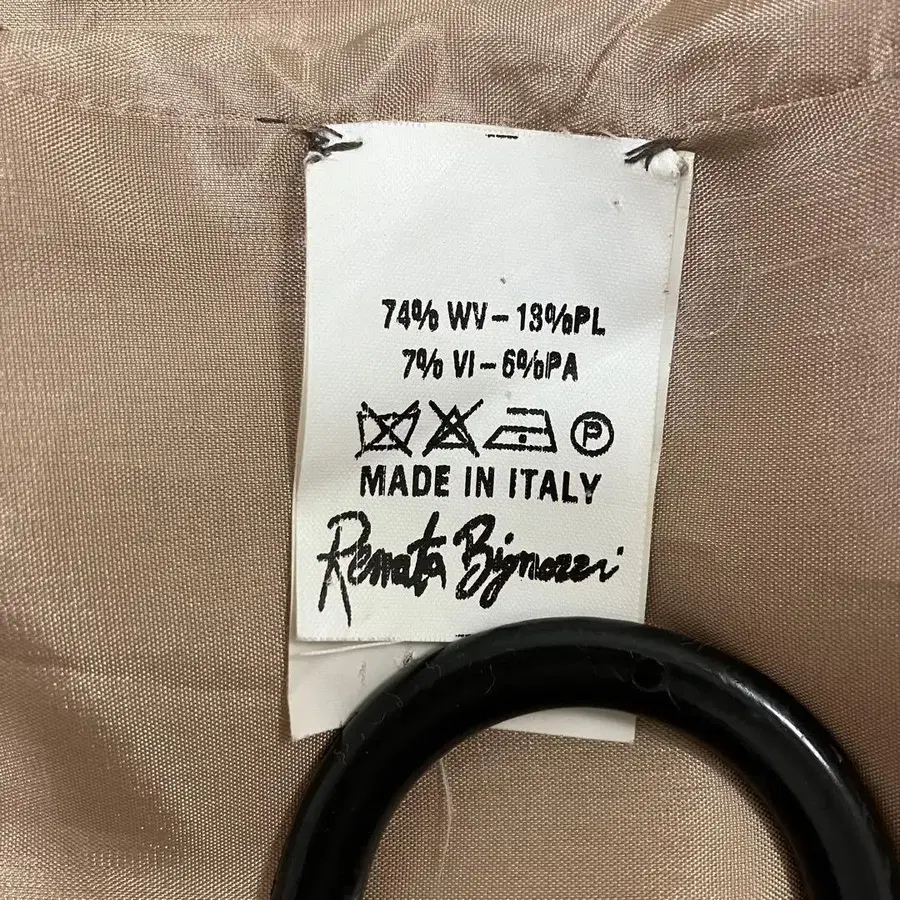 74% WV-13%PL
7% VI-6%PA
P
MADE IN ITALY
Renata Bignozzi